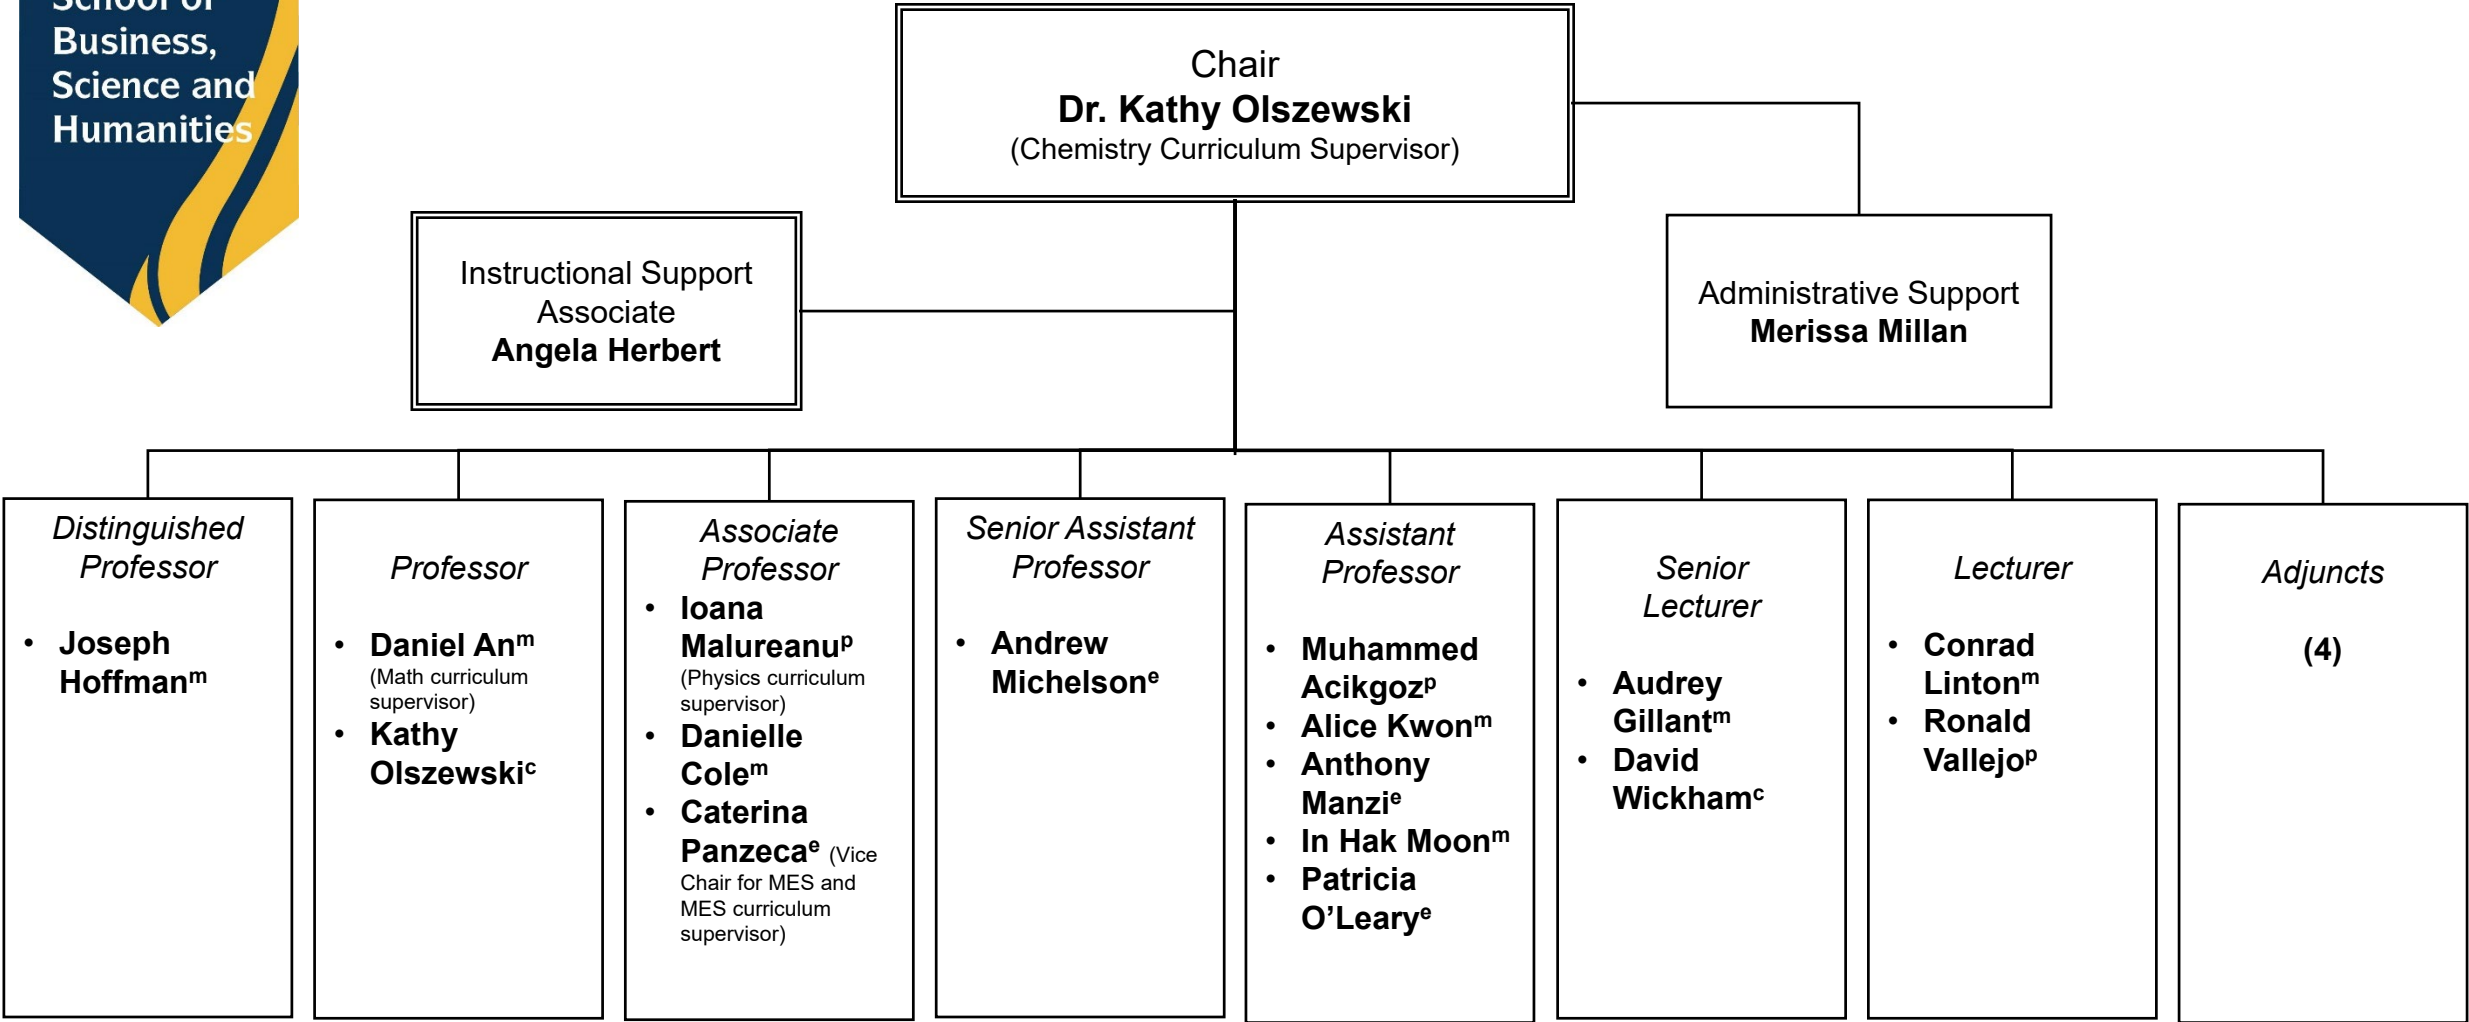 School of
Business,
Science and
Humanities
Chair
Dr. Kathy Olszewski
(Chemistry Curriculum Supervisor)
Instructional Support
Associate
Angela Herbert
Administrative Support
Merissa Millan
Distinguished
Professor
• Joseph
Hoffmanᵐ
Professor
• Daniel Anᵐ
(Math curriculum
supervisor)
• Kathy
Olszewskiᶜ
Associate
Professor
• Ioana
Malureanuᵖ
(Physics curriculum
supervisor)
• Danielle
Coleᵐ
• Caterina
Panzecaᵉ (Vice
Chair for MES and
MES curriculum
supervisor)
Senior Assistant
Professor
• Andrew
Michelsonᵉ
Assistant
Professor
• Muhammed
Acikgozᵖ
• Alice Kwonᵐ
• Anthony
Manziᵉ
• In Hak Moonᵐ
• Patricia
O’Learyᵉ
Senior
Lecturer
• Audrey
Gillantᵐ
• David
Wickhamᶜ
Lecturer
• Conrad
Lintonᵐ
• Ronald
Vallejoᵖ
Adjuncts
(4)